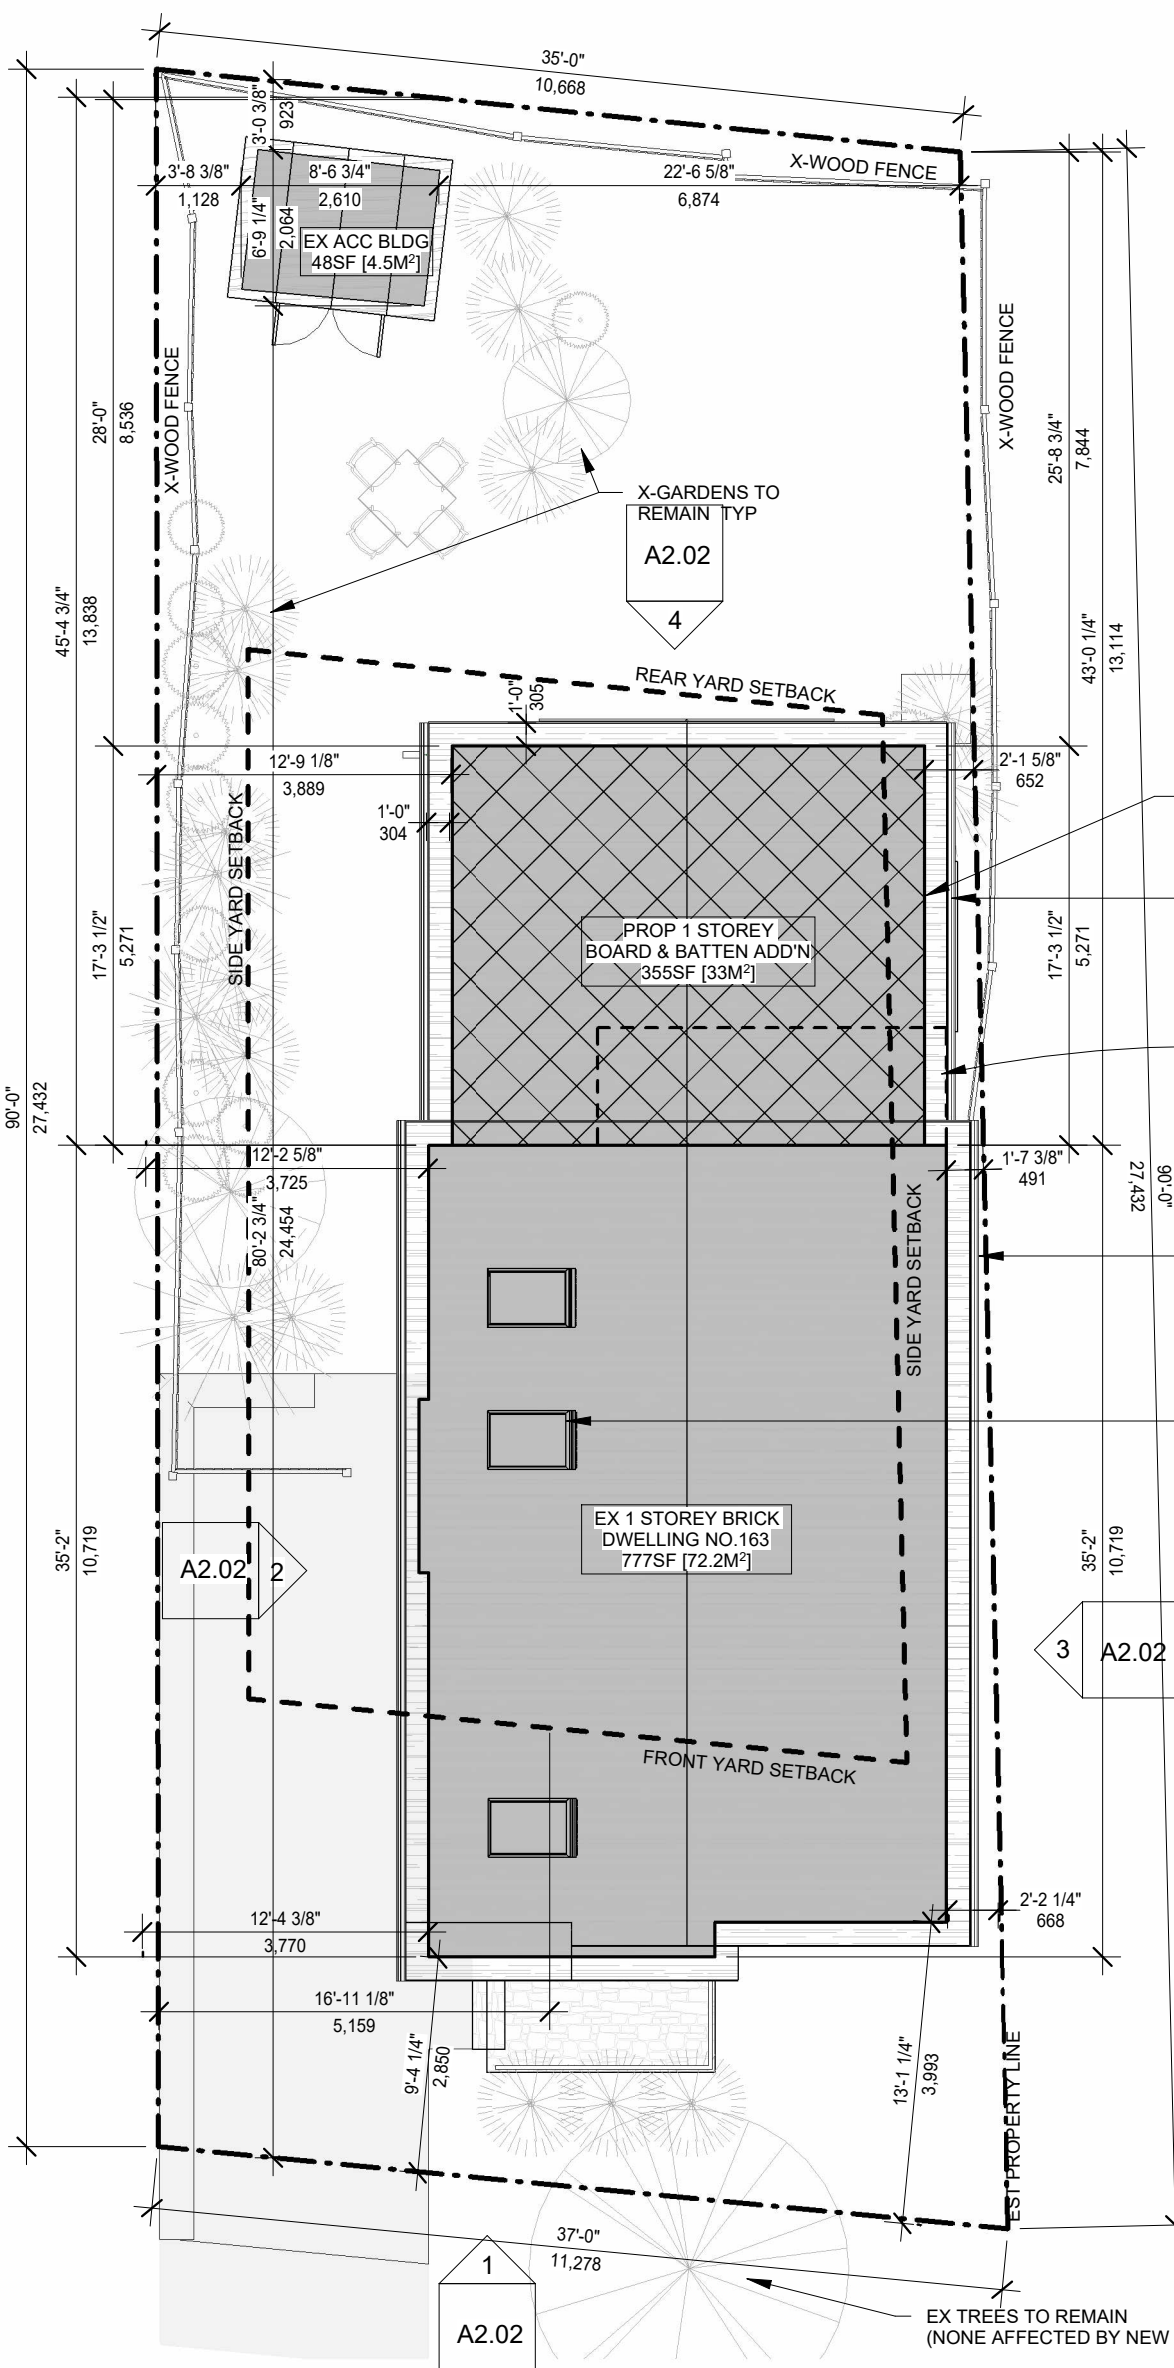 35'-0"
10,668
3'-0 3/8"
923
X-WOOD FENCE
3'-8 3/8"
1,128
8'-6 3/4"
2,610
22'-6 5/8"
6,874
6'-9 1/4"
2,064
EX ACC BLDG
48SF [4.5M²]
X-WOOD FENCE
X-WOOD FENCE
28'-0"
8,536
25'-8 3/4"
7,844
X-GARDENS TO
REMAIN TYP
A2.02
4
45'-4 3/4"
13,838
43'-0 1/4"
13,114
REAR YARD SETBACK
1'-0"
305
12'-9 1/8"
3,889
2'-1 5/8"
652
1'-0"
304
SIDE YARD SETBACK
PROP 1 STOREY
BOARD & BATTEN ADD'N
355SF [33M²]
17'-3 1/2"
5,271
17'-3 1/2"
5,271
90'-0"
27,432
12'-2 5/8"
3,725
1'-7 3/8"
491
90'-0"
27,432
80'-2 3/4"
24,454
SIDE YARD SETBACK
EX 1 STOREY BRICK
DWELLING NO.163
777SF [72.2M²]
35'-2"
10,719
35'-2"
10,719
A2.02
2
3
A2.02
FRONT YARD SETBACK
12'-4 3/8"
3,770
2'-2 1/4"
668
16'-11 1/8"
5,159
9'-4 1/4"
2,850
13'-1 1/4"
3,993
EST PROPERTY LINE
37'-0"
11,278
1
A2.02
EX TREES TO REMAIN
(NONE AFFECTED BY NEW